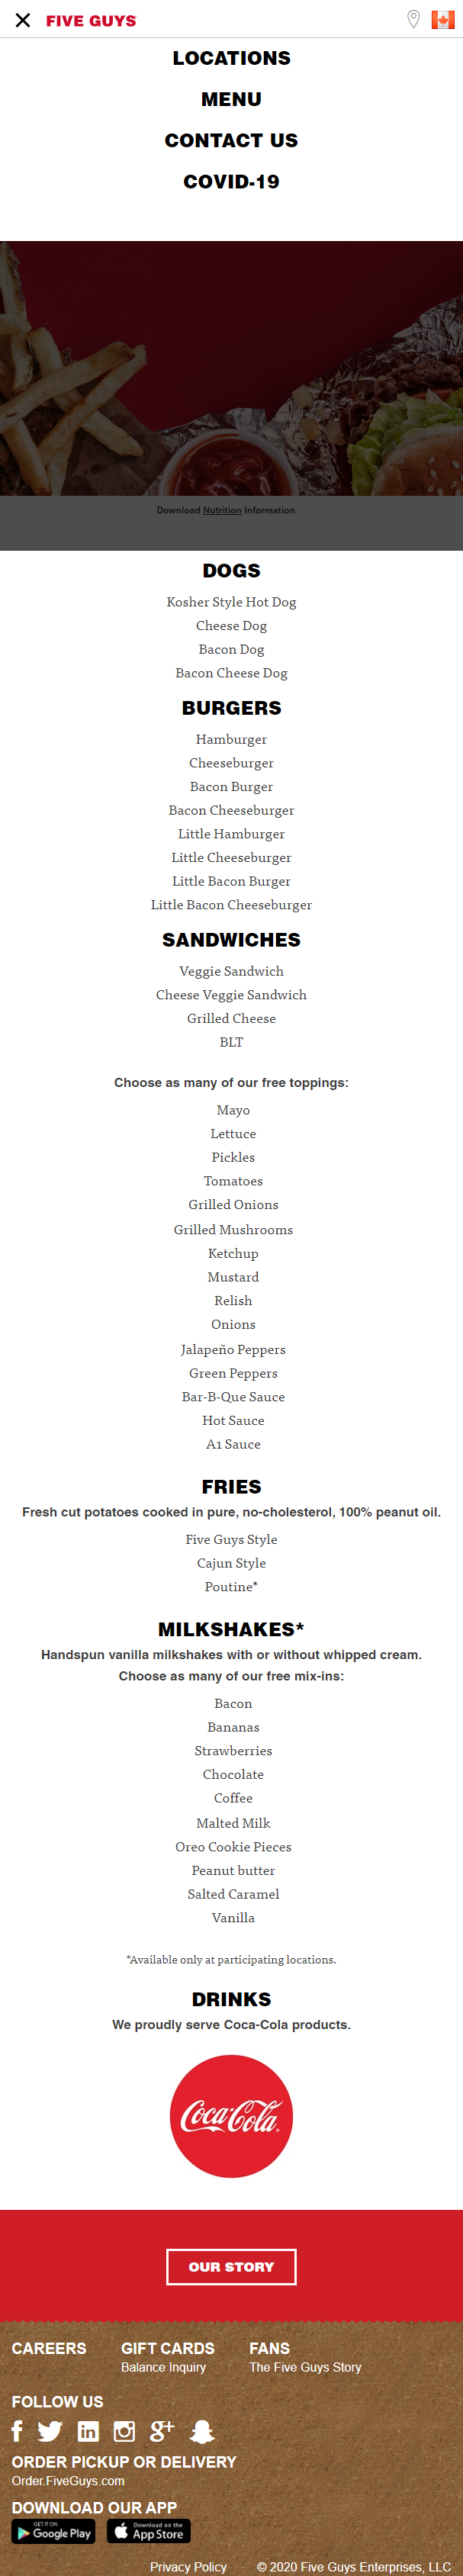 FIVE GUYS
LOCATIONS
MENU
CONTACT US
COVID-19
Download Nutrition Information
DOGS
Kosher Style Hot Dog
Cheese Dog
Bacon Dog
Bacon Cheese Dog
BURGERS
Hamburger
Cheeseburger
Bacon Burger
Bacon Cheeseburger
Little Hamburger
Little Cheeseburger
Little Bacon Burger
Little Bacon Cheeseburger
SANDWICHES
Veggie Sandwich
Cheese Veggie Sandwich
Grilled Cheese
BLT
Choose as many of our free toppings:
Mayo
Lettuce
Pickles
Tomatoes
Grilled Onions
Grilled Mushrooms
Ketchup
Mustard
Relish
Onions
Jalapeño Peppers
Green Peppers
Bar-B-Que Sauce
Hot Sauce
A1 Sauce
FRIES
Fresh cut potatoes cooked in pure, no-cholesterol, 100% peanut oil.
Five Guys Style
Cajun Style
Poutine*
MILKSHAKES*
Handspun vanilla milkshakes with or without whipped cream.
Choose as many of our free mix-ins:
Bacon
Bananas
Strawberries
Chocolate
Coffee
Malted Milk
Oreo Cookie Pieces
Peanut butter
Salted Caramel
Vanilla
*Available only at participating locations.
DRINKS
We proudly serve Coca-Cola products.
Coca-Cola
OUR STORY
CAREERS GIFT CARDS FANS
Balance Inquiry The Five Guys Story
FOLLOW US
ORDER PICKUP OR DELIVERY
Order.FiveGuys.com
DOWNLOAD OUR APP
GET IT ON Download on the
Google Play App Store
Privacy Policy © 2020 Five Guys Enterprises, LLC